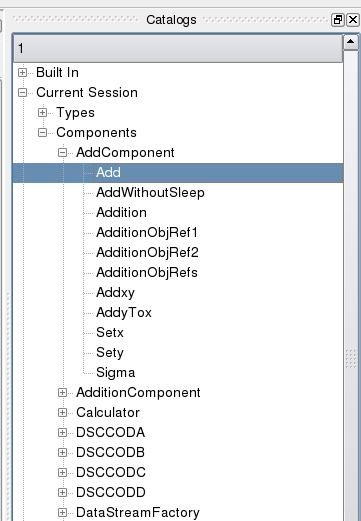 Catalogs
1
Built In
Current Session
Types
Components
AddComponent
Add
AddWithoutSleep
Addition
AdditionObjRef1
AdditionObjRef2
AdditionObjRefs
Addxy
AddyTox
Setx
Sety
Sigma
AdditionComponent
Calculator
DSCCODA
DSCCODB
DSCCODC
DSCCODD
DataStreamFactory